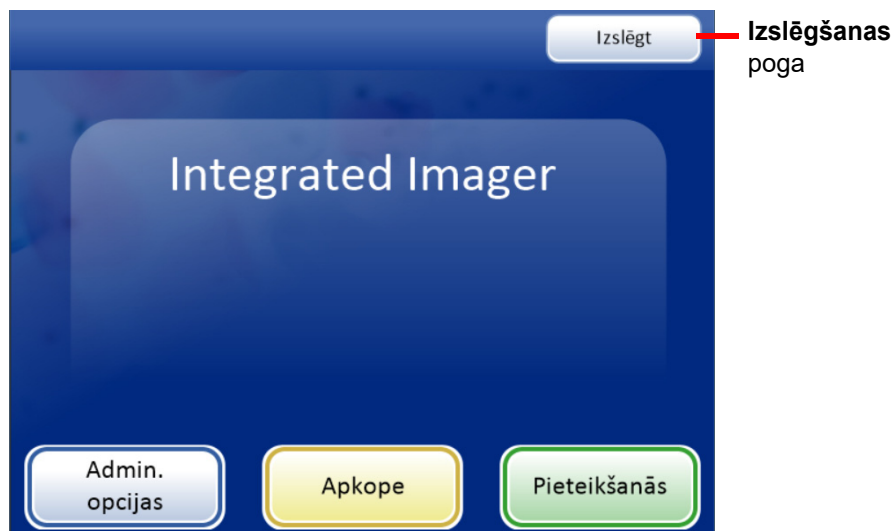 Izslēgt
Izslēgšanas
poga
Integrated Imager
Admin.
opcijas
Apkope
Pieteikšanās